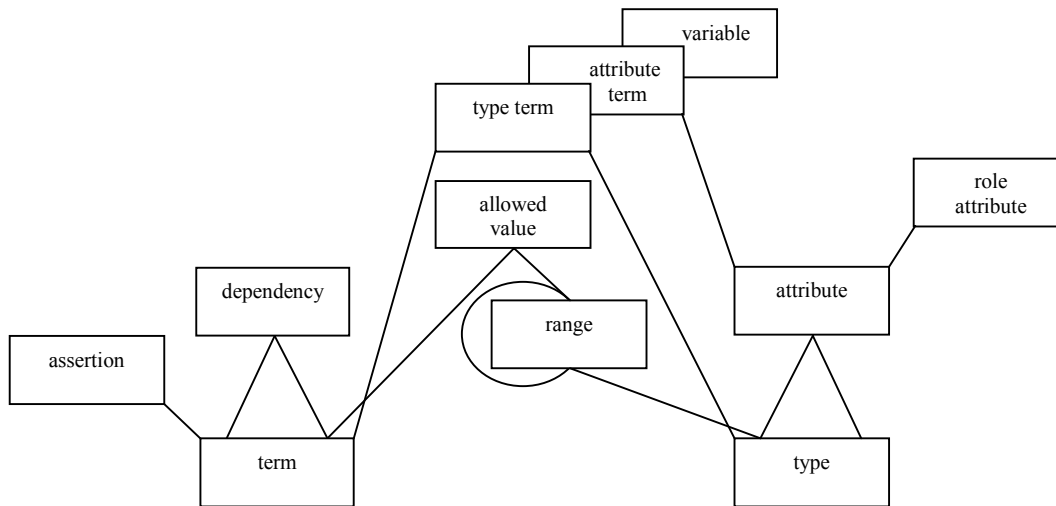 variable
attribute
term
type term
role
attribute
allowed
value
dependency
attribute
range
assertion
term
type